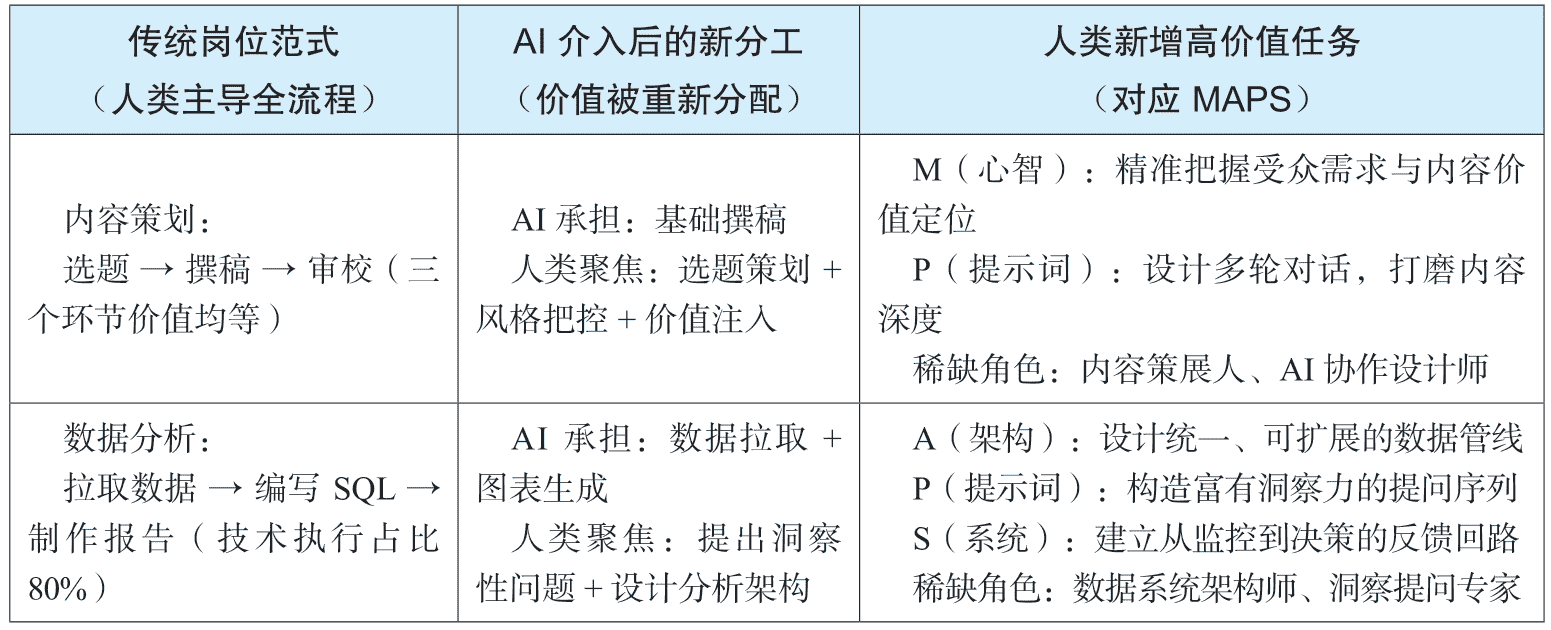 传统岗位范式
（人类主导全流程）
AI 介入后的新分工
（价值被重新分配）
人类新增高价值任务
（对应 MAPS）
内容策划：
选题 → 撰稿 → 审校（三
个环节价值均等）
AI 承担：基础撰稿
人类聚焦：选题策划 +
风格把控 + 价值注入
M（心智）：精准把握受众需求与内容价
值定位
P（提示词）：设计多轮对话，打磨内容
深度
稀缺角色：内容策展人、AI 协作设计师
数据分析：
拉取数据 → 编写 SQL →
制作报告（技术执行占比
80%）
AI 承担：数据拉取 +
图表生成
人类聚焦：提出洞察
性问题 + 设计分析架构
A（架构）：设计统一、可扩展的数据管线
P（提示词）：构造富有洞察力的提问序列
S（系统）：建立从监控到决策的反馈回路
稀缺角色：数据系统架构师、洞察提问专家